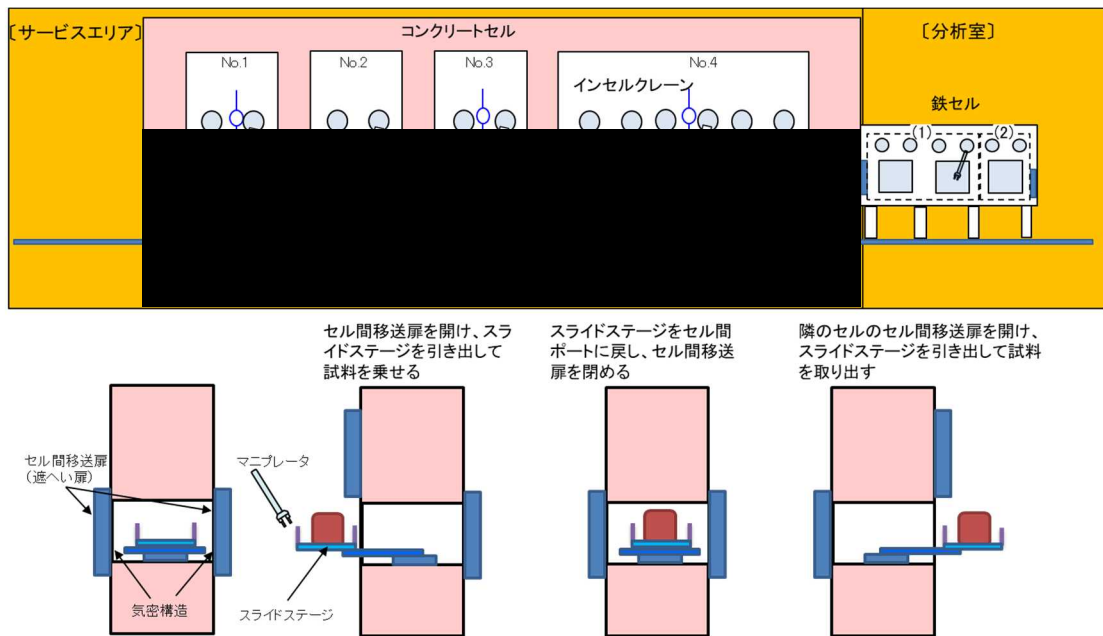 〔サービスエリア〕
コンクリートセル
〔分析室〕
No.1
No.2
No.3
No.4
インセルクレーン
鉄セル
(1)
(2)
セル間移送扉を開け、スラ
イドステージを引き出して
試料を乗せる
スライドステージをセル間
ポートに戻し、セル間移送
扉を閉める
隣のセルのセル間移送扉を開け、
スライドステージを引き出して試料
を取り出す
セル間移送扉
(遮へい扉)
マニプレータ
気密構造
スライドステージ